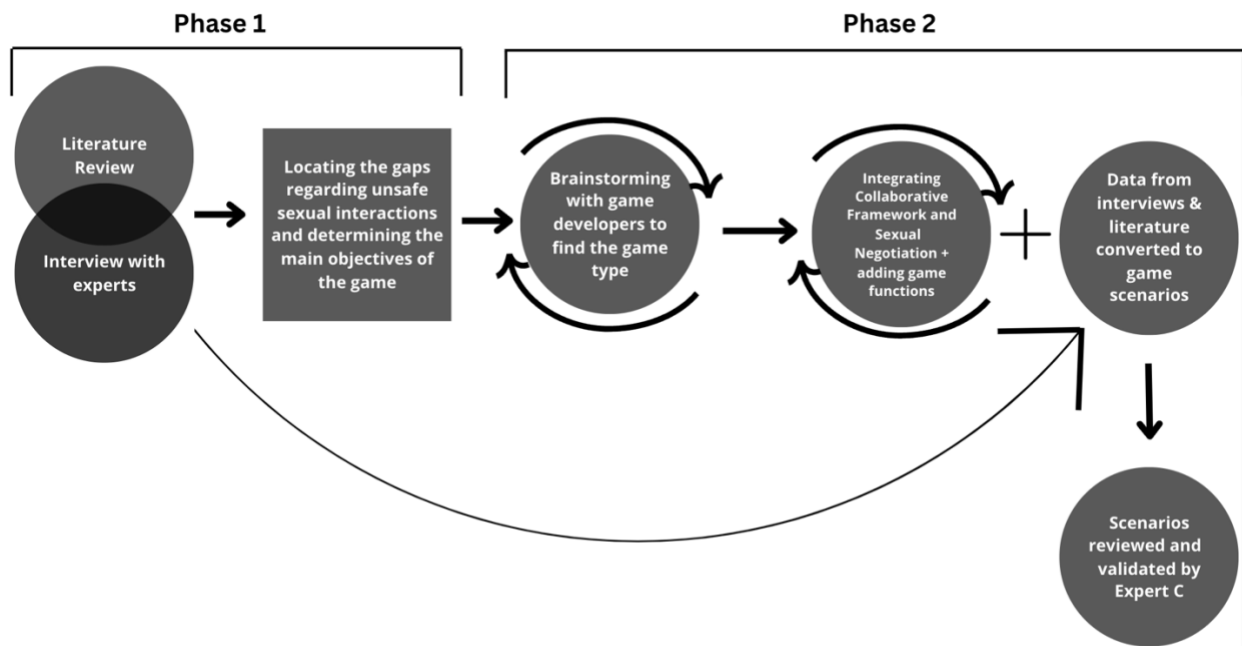 Phase 1
Phase 2
Literature
Review
Interview with
experts
Locating the gaps
regarding unsafe
sexual interactions
and determining the
main objectives of
the game
Brainstorming
with game
developers to
find the game
type
Integrating
Collaborative
Framework and
Sexual
Negotiation +
adding game
functions
+
Data from
interviews &
literature
converted to
game
scenarios
Scenarios
reviewed and
validated by
Expert C